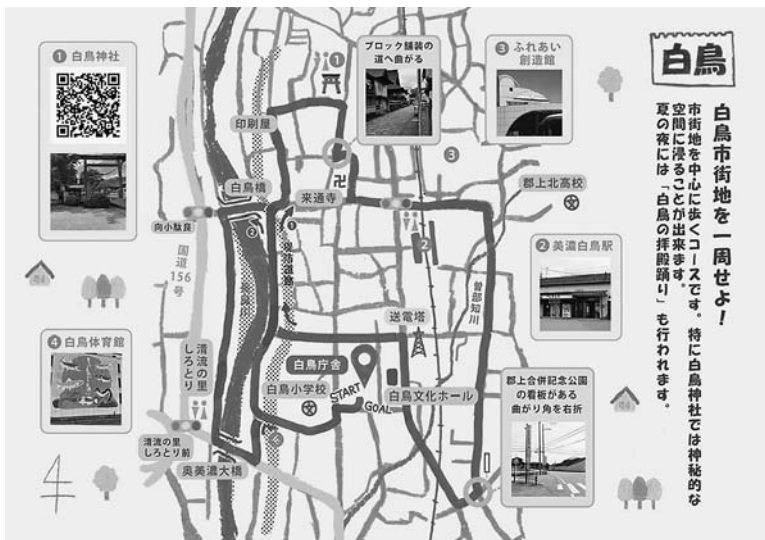 白鳥
白鳥市街地を一周せよ！
市街地を中心に歩くコースです。特に白鳥神社では神秘的な
空間に浸ることが出来ます。
夏の夜には「白鳥の拝殿踊り」も行われます。
① 白鳥神社
ブロック舗装の
道へ曲がる
③ ふれあい
創造館
① 
印刷屋
卍
③
白鳥橋
来通寺
郡上北高校
向小駄良
②
①
②
② 美濃白鳥駅
国道
156
号
長良川
曽部知川
送電塔
④ 白鳥体育館
清流の里
しろとり
白鳥庁舎
白鳥小学校
START
GOAL
白鳥文化ホール
郡上合併記念公園
の看板がある
曲がり角を右折
清流の里
しろとり前
④
奥美濃大橋